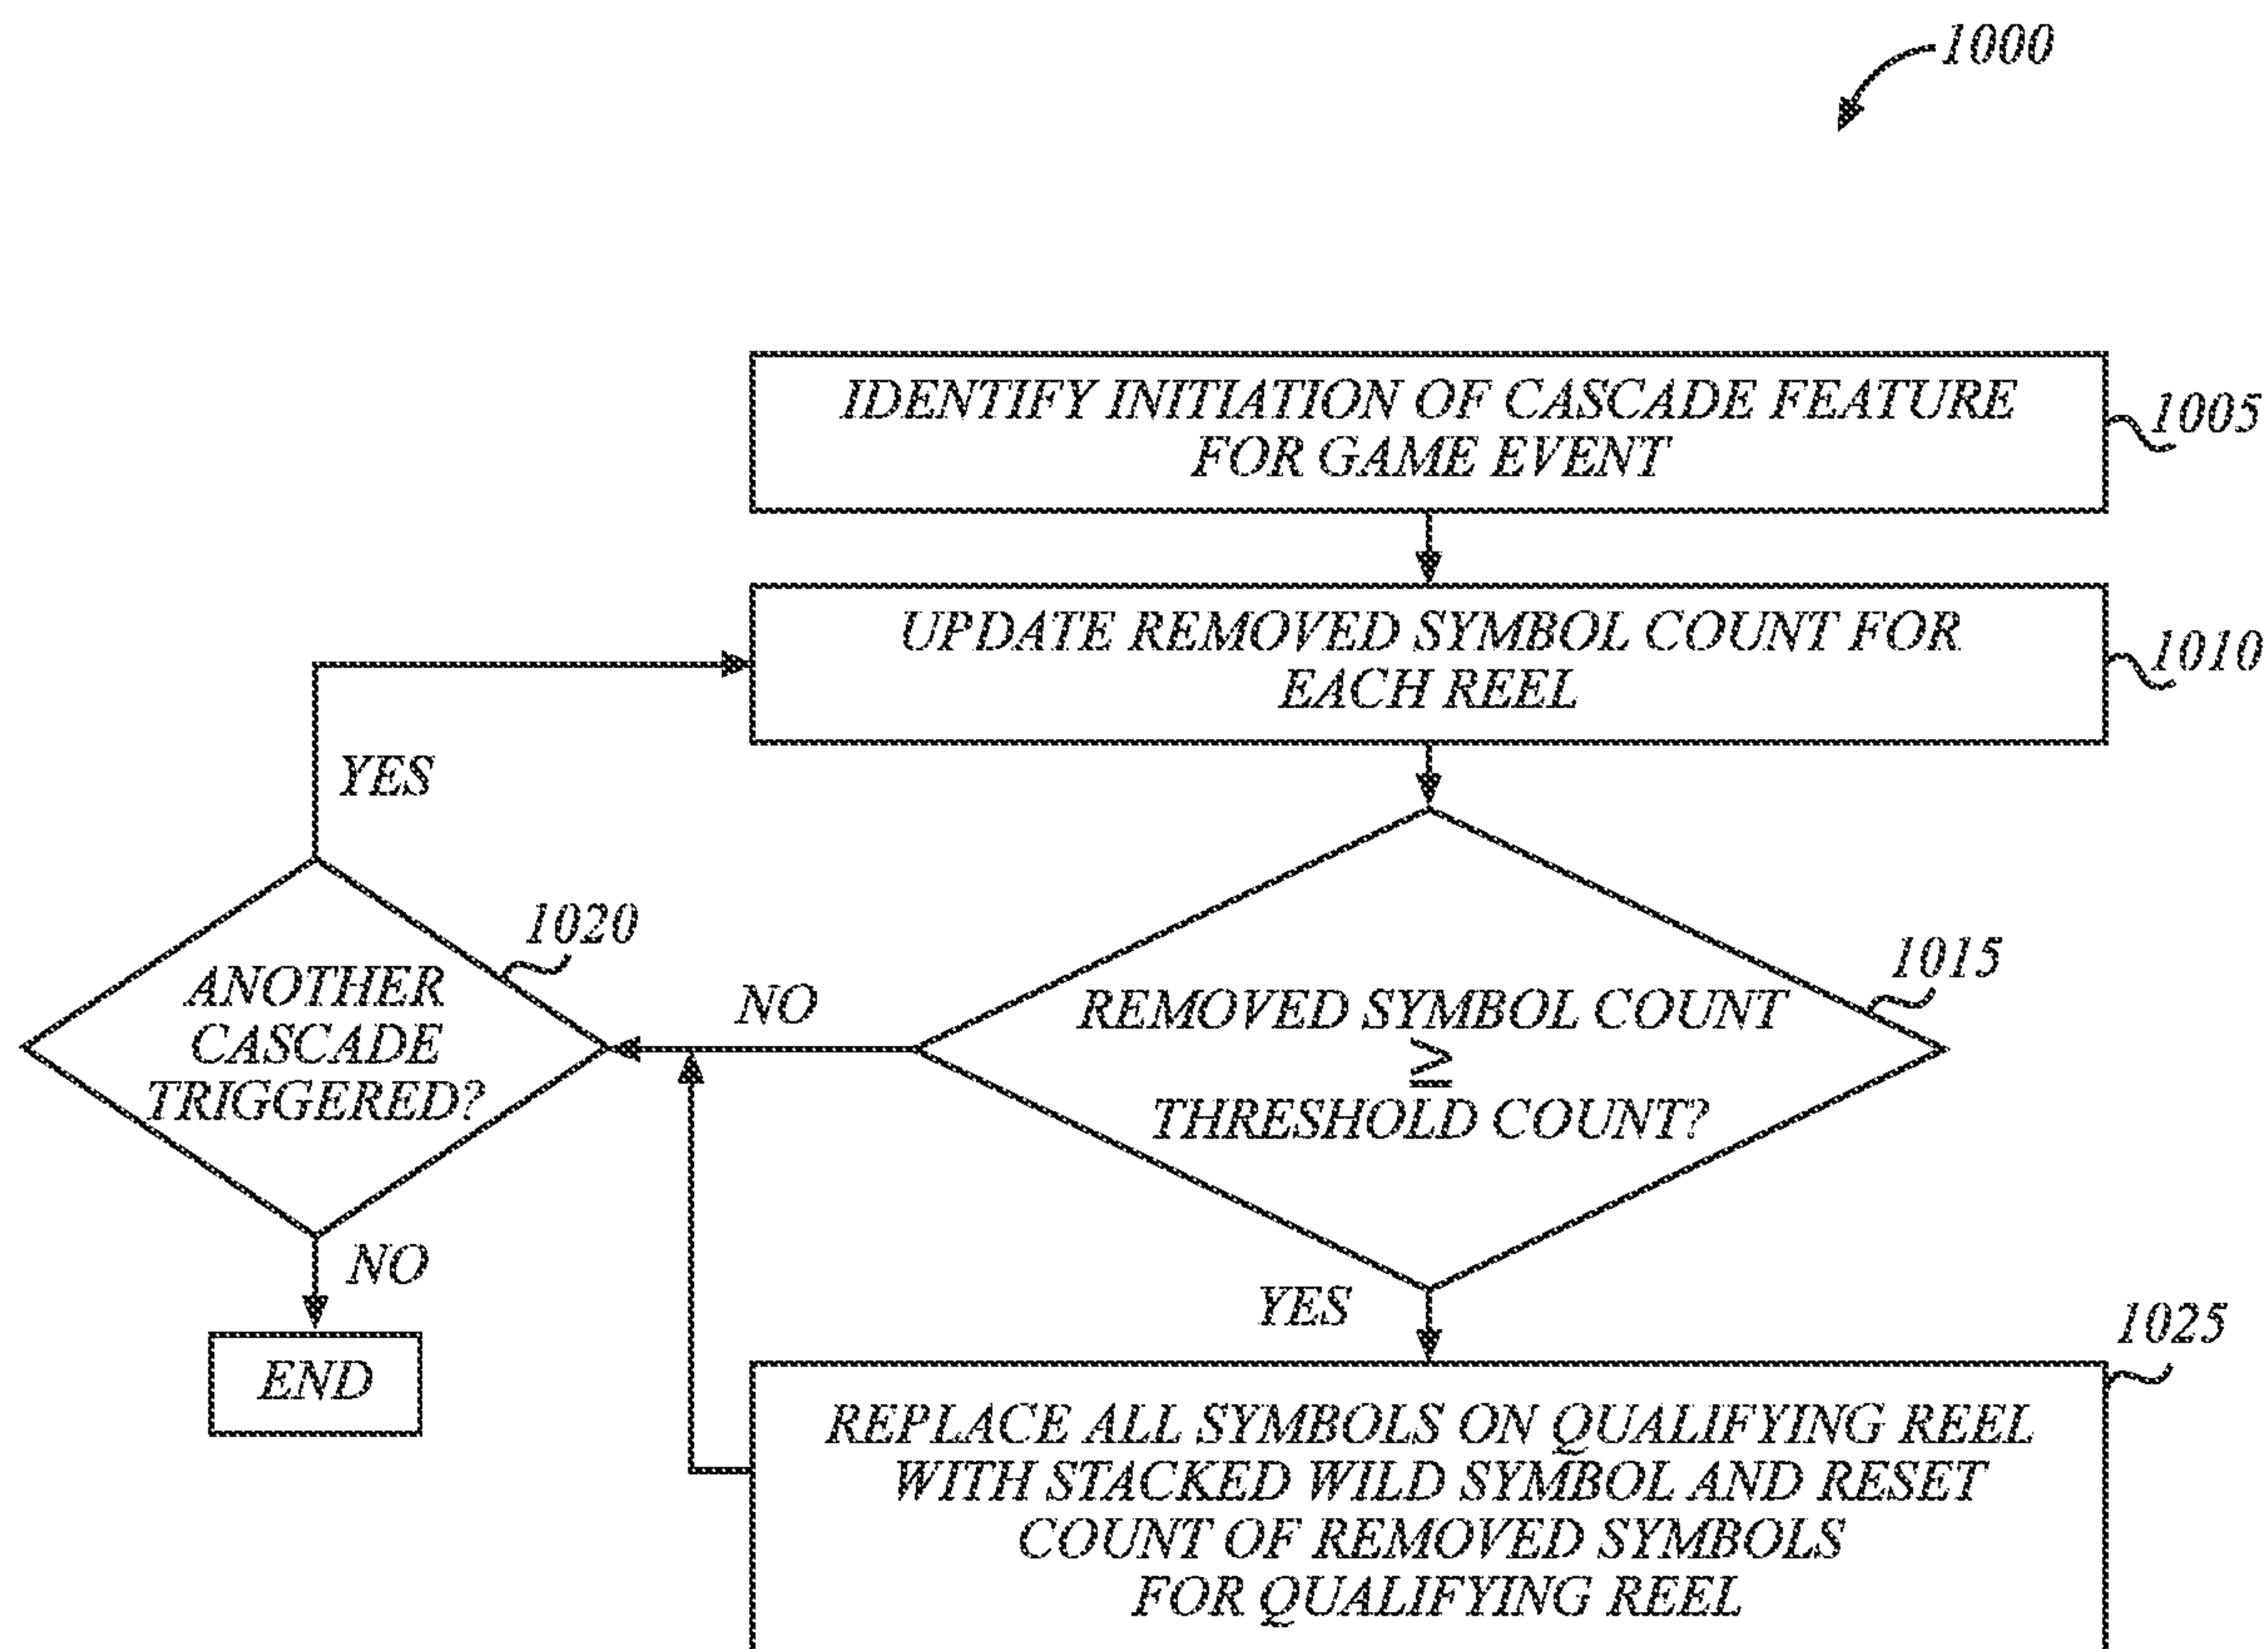 1000
IDENTIFY INITIATION OF CASCADE FEATURE
FOR GAME EVENT
1005
UPDATE REMOVED SYMBOL COUNT FOR
EACH REEL
1010
YES
1020
ANOTHER
CASCADE
TRIGGERED?
NO
1015
REMOVED SYMBOL COUNT
≥
THRESHOLD COUNT?
NO
END
YES
1025
REPLACE ALL SYMBOLS ON QUALIFYING REEL
WITH STACKED WILD SYMBOL AND RESET
COUNT OF REMOVED SYMBOLS
FOR QUALIFYING REEL